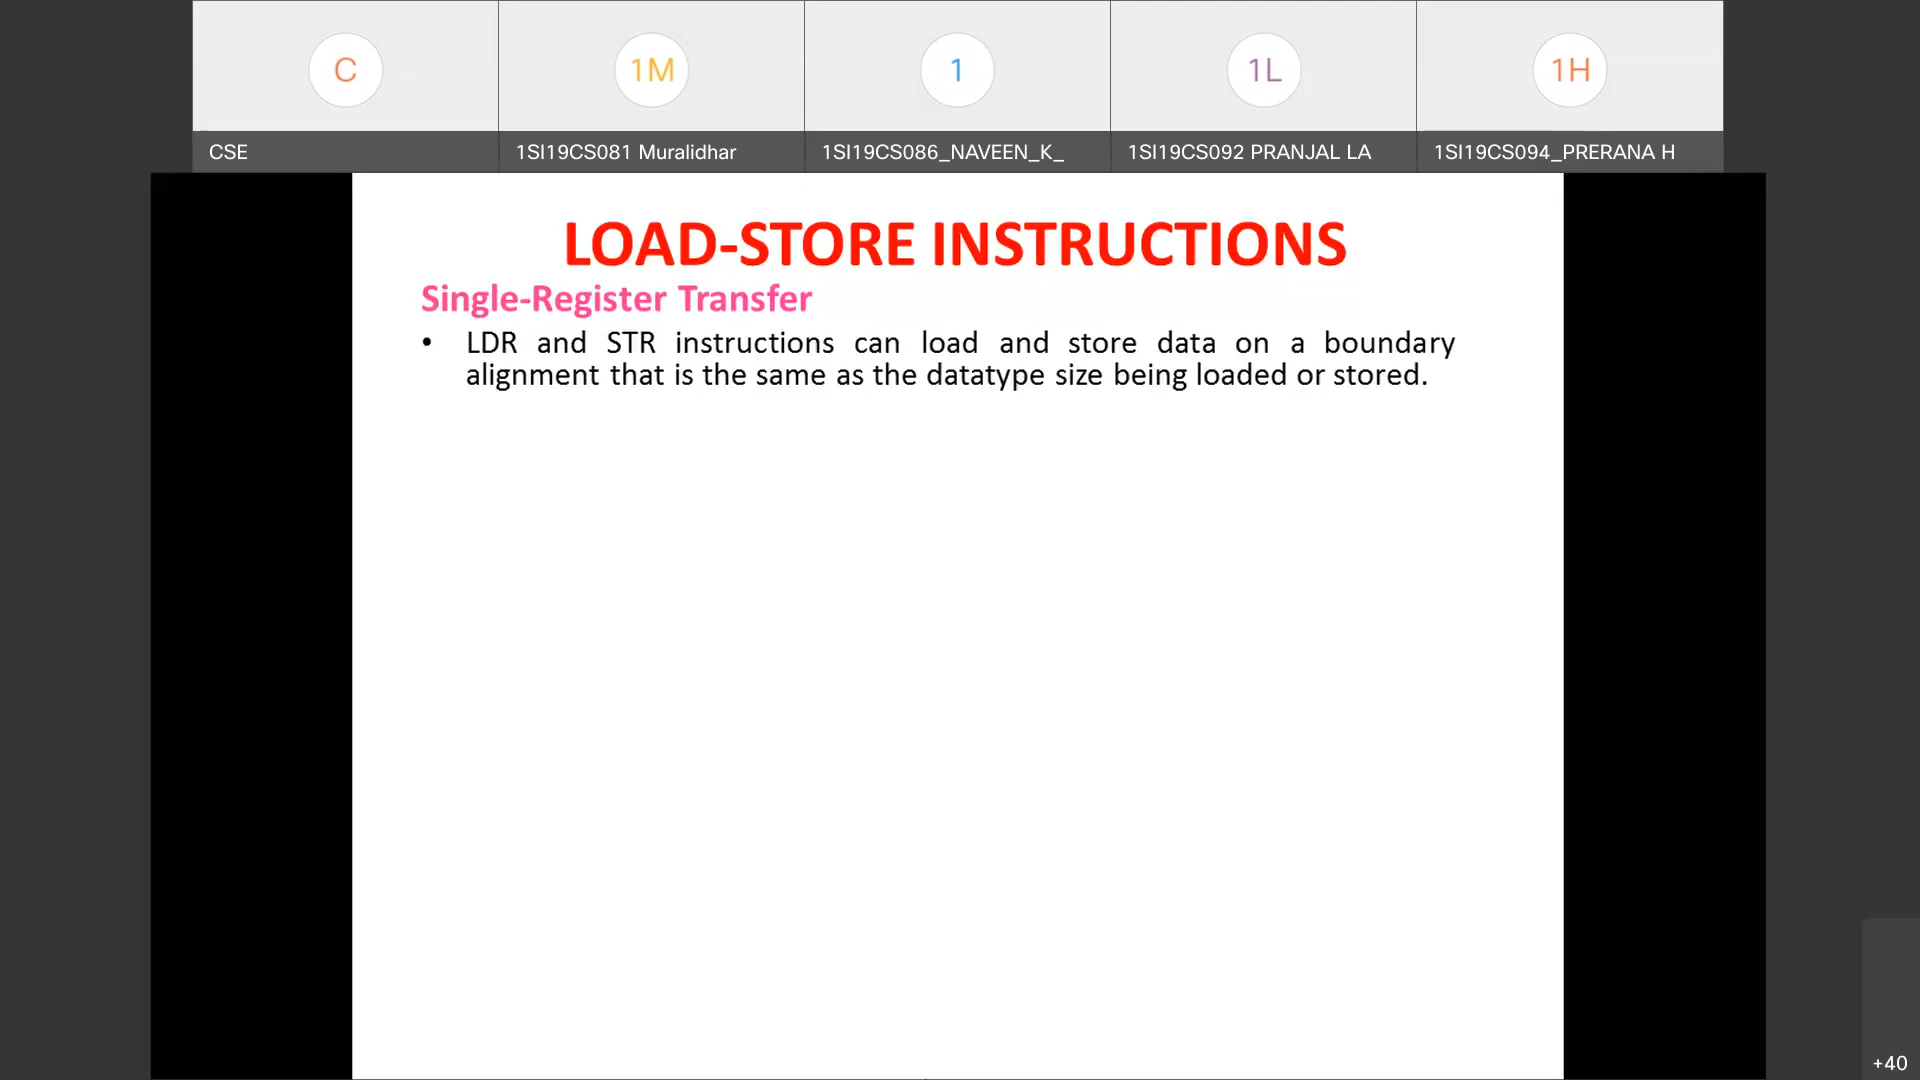 C
1M
1
1L
1H
CSE
1SI19CS081 Muralidhar
1SI19CS086_NAVEEN_K_
1SI19CS092 PRANJAL LA
1SI19CS094_PRERANA H
LOAD-STORE INSTRUCTIONS
Single-Register Transfer
• LDR and STR instructions can load and store data on a boundary
alignment that is the same as the datatype size being loaded or stored.
+40